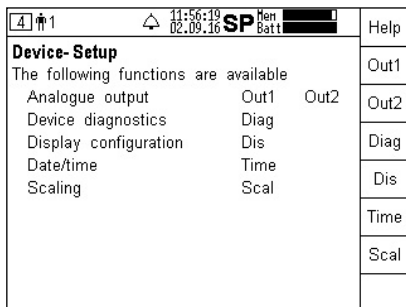 4 1 11:56:19 02.09.16 SP Mem Batt
Device-Setup
The following functions are available
Analogue output Out1 Out2
Device diagnostics Diag
Display configuration Dis
Date/time Time
Scaling Scal
Help
Out1
Out2
Diag
Dis
Time
Scal